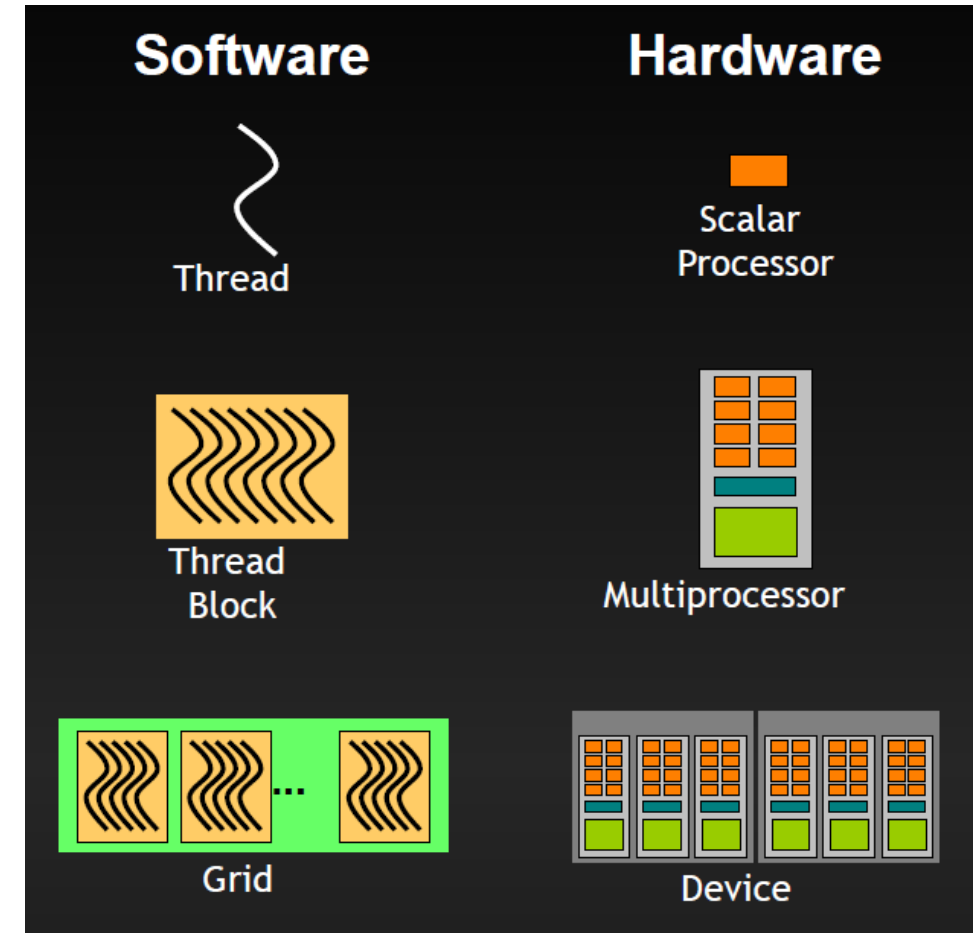 Software
Hardware
Thread
Scalar
Processor
Thread
Block
Multiprocessor
...
Grid
Device